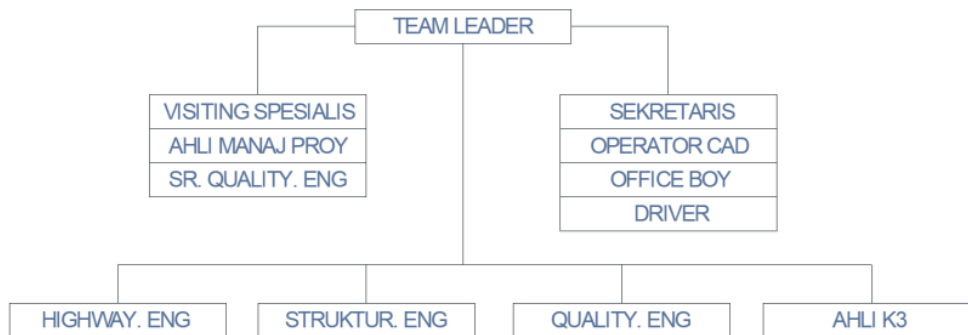 TEAM LEADER
VISITING SPESIALIS
AHLI MANAJ PROY
SR. QUALITY. ENG
SEKRETARIS
OPERATOR CAD
OFFICE BOY
DRIVER
HIGHWAY. ENG
STRUKTUR. ENG
QUALITY. ENG
AHLI K3